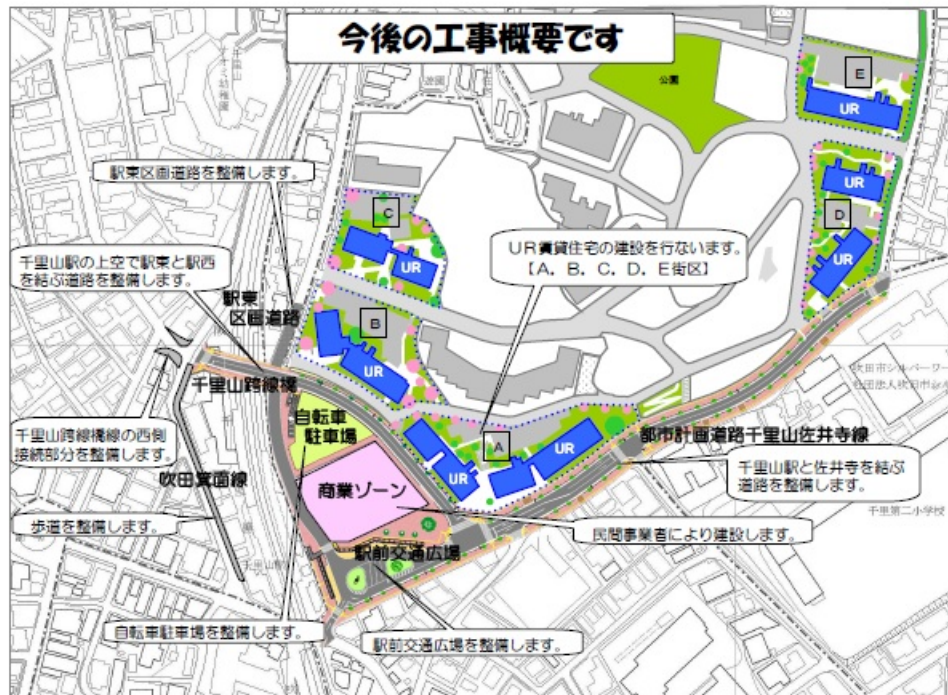 今後の工事概要です
公園
E
UR
UR
D
UR
駅東区画道路を整備します。
C
UR
UR賃貸住宅の建設を行ないます。
【A、B、C、D、E街区】
千里山駅の上空で駅東と駅西
を結ぶ道路を整備します。
駅東
区画道路
B
UR
千里山跨線橋
自転車
駐車場
A
UR
UR
都市計画道路千里山佐井寺線
千里山跨線橋線の西側
接続部分を整備します。
吹田箕面線
商業ゾーン
千里山駅と佐井寺を結ぶ
道路を整備します。
千里第二小学校
歩道を整備します。
民間事業者により建設します。
駅前交通広場
自転車駐車場を整備します。
駅前交通広場を整備します。